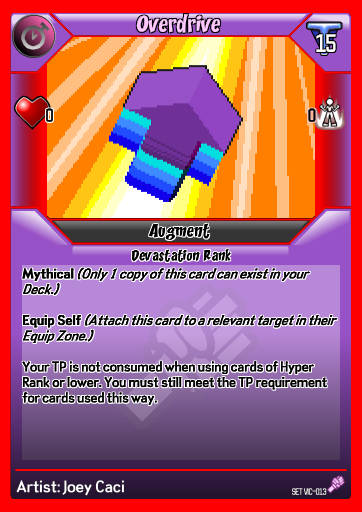 Overdrive
15
0
0
Augment
Devastation Rank
Mythical (Only 1 copy of this card can exist in your
Deck.)
Equip Self (Attach this card to a relevant target in their
Equip Zone.)
Your TP is not consumed when using cards of Hyper
Rank or lower. You must still meet the TP requirement
for cards used this way.
Artist: Joey Caci
SET VIC-013